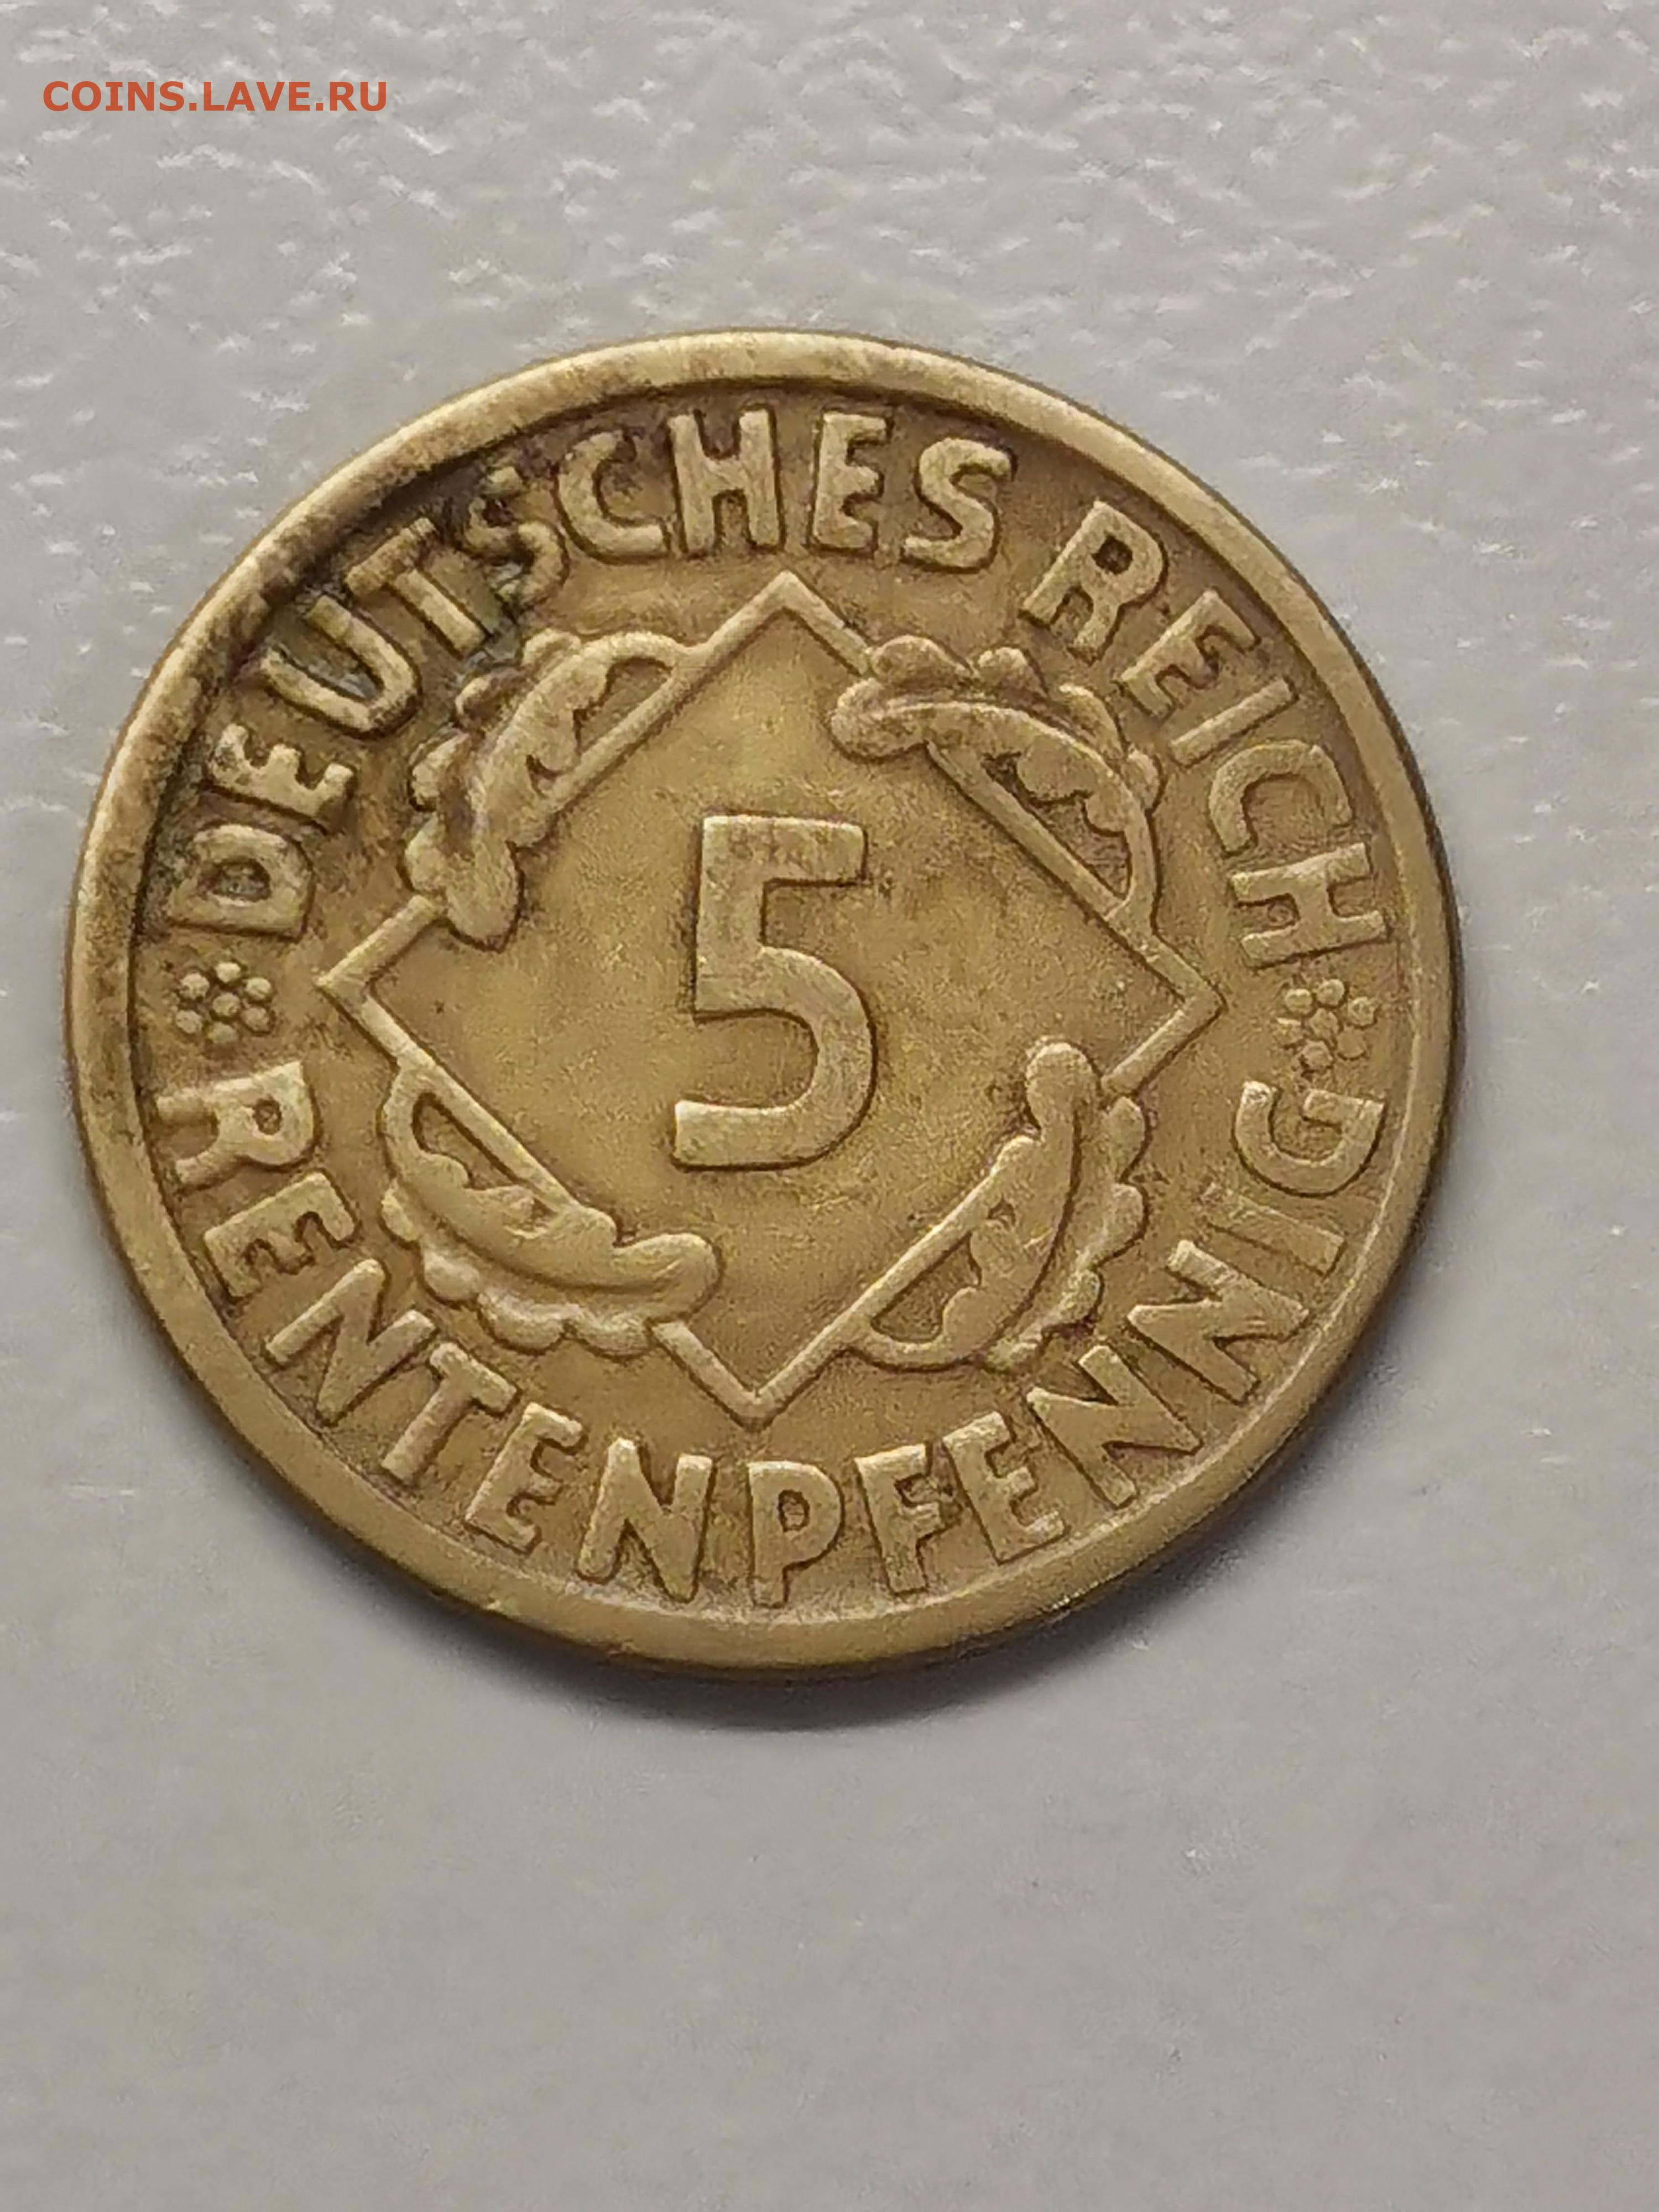 COINS.LAVE.RU
DEUTSCHES REICH
5
RENTENPFENNIG